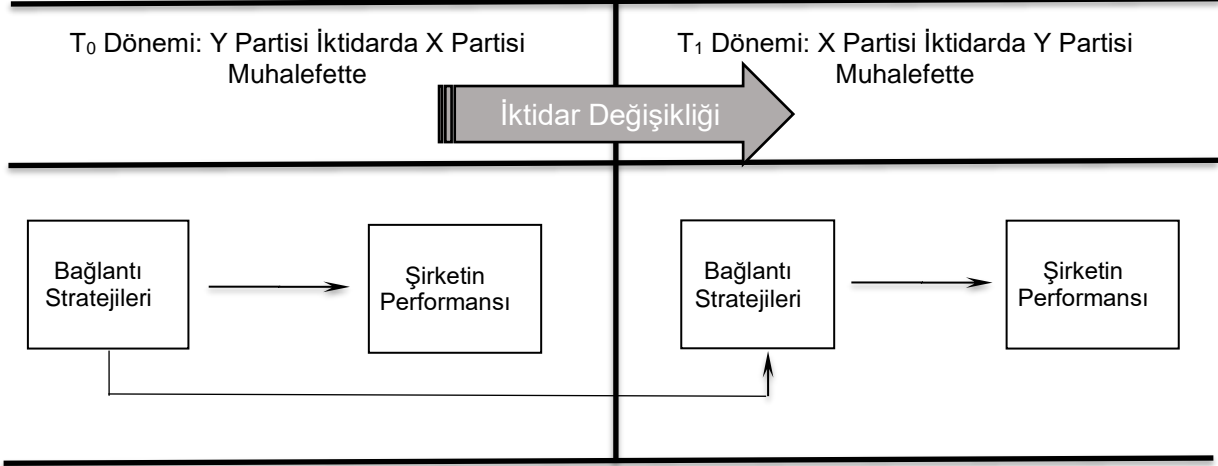 T₀ Dönemi: Y Partisi İktidarda X Partisi
Muhalefette
T₁ Dönemi: X Partisi İktidarda Y Partisi
Muhalefette
İktidar Değişikliği
Bağlantı
Stratejileri
Şirketin
Performansı
Bağlantı
Stratejileri
Şirketin
Performansı